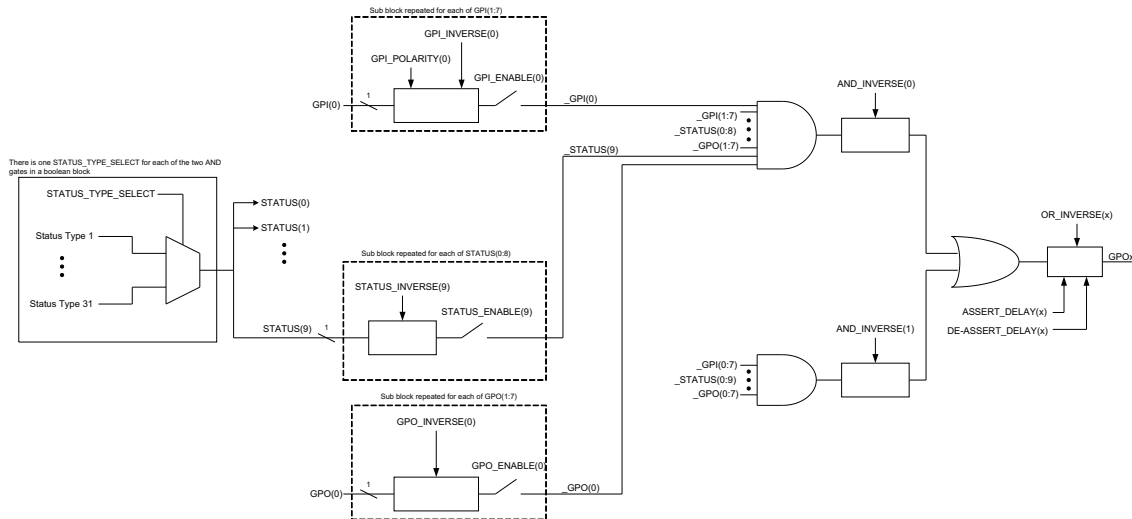 Sub block repeated for each of GPI(1:7)
GPI_INVERSE(0)
GPI_POLARITY(0)
GPI_ENABLE(0)
GPI(0)
1
_GPI(0)
_GPI(1:7)
_STATUS(0:8)
_GPO(1:7)
_STATUS(9)
AND_INVERSE(0)
There is one STATUS_TYPE_SELECT for each of the two AND
gates in a boolean block
STATUS_TYPE_SELECT
Status Type 1
Status Type 31
STATUS(0)
STATUS(1)
STATUS(9)
1
Sub block repeated for each of STATUS(0:8)
STATUS_INVERSE(9)
STATUS_ENABLE(9)
OR_INVERSE(x)
GPOx
ASSERT_DELAY(x)
DE-ASSERT_DELAY(x)
AND_INVERSE(1)
_GPI(0:7)
_STATUS(0:9)
_GPO(0:7)
Sub block repeated for each of GPO(1:7)
GPO_INVERSE(0)
GPO_ENABLE(0)
GPO(0)
1
_GPO(0)